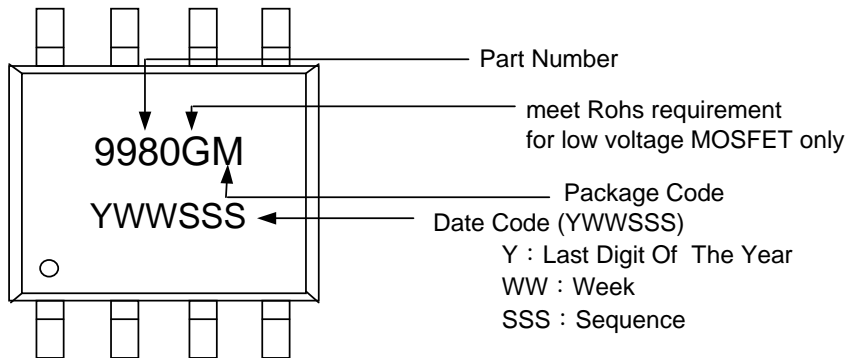 Part Number
meet Rohs requirement
for low voltage MOSFET only
9980GM
Package Code
YWWSSS
Date Code (YWWSSS)
Y：Last Digit Of The Year
WW：Week
SSS：Sequence